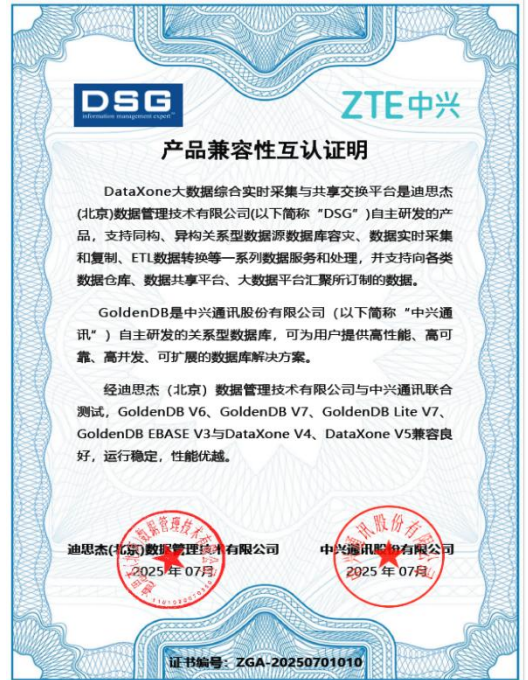 DSG
information management expert™
ZTE中兴
产品兼容性互认证明
DataXone大数据综合实时采集与共享交换平台是迪思杰
(北京)数据管理技术有限公司(以下简称“DSG”)自主研发的产
品，支持同构、异构关系型数据源数据库容灾、数据实时采集
和复制、ETL数据转换等一系列数据服务和处理，并支持向各类
数据仓库、数据共享平台、大数据平台汇聚所订制的数据。
GoldenDB是中兴通讯股份有限公司（以下简称“中兴通
讯”）自主研发的关系型数据库，可为用户提供高性能、高可
靠、高并发、可扩展的数据库解决方案。
经迪思杰（北京）数据管理技术有限公司与中兴通讯联合
测试，GoldenDB V6、GoldenDB V7、GoldenDB Lite V7、
GoldenDB EBASE V3与DataXone V4、DataXone V5兼容良
好，运行稳定，性能优越。
迪思杰(北京)数据管理技术有限公司
2025 年 07月
中兴通讯股份有限公司
2025 年 07月
证书编号：ZGA-20250701010